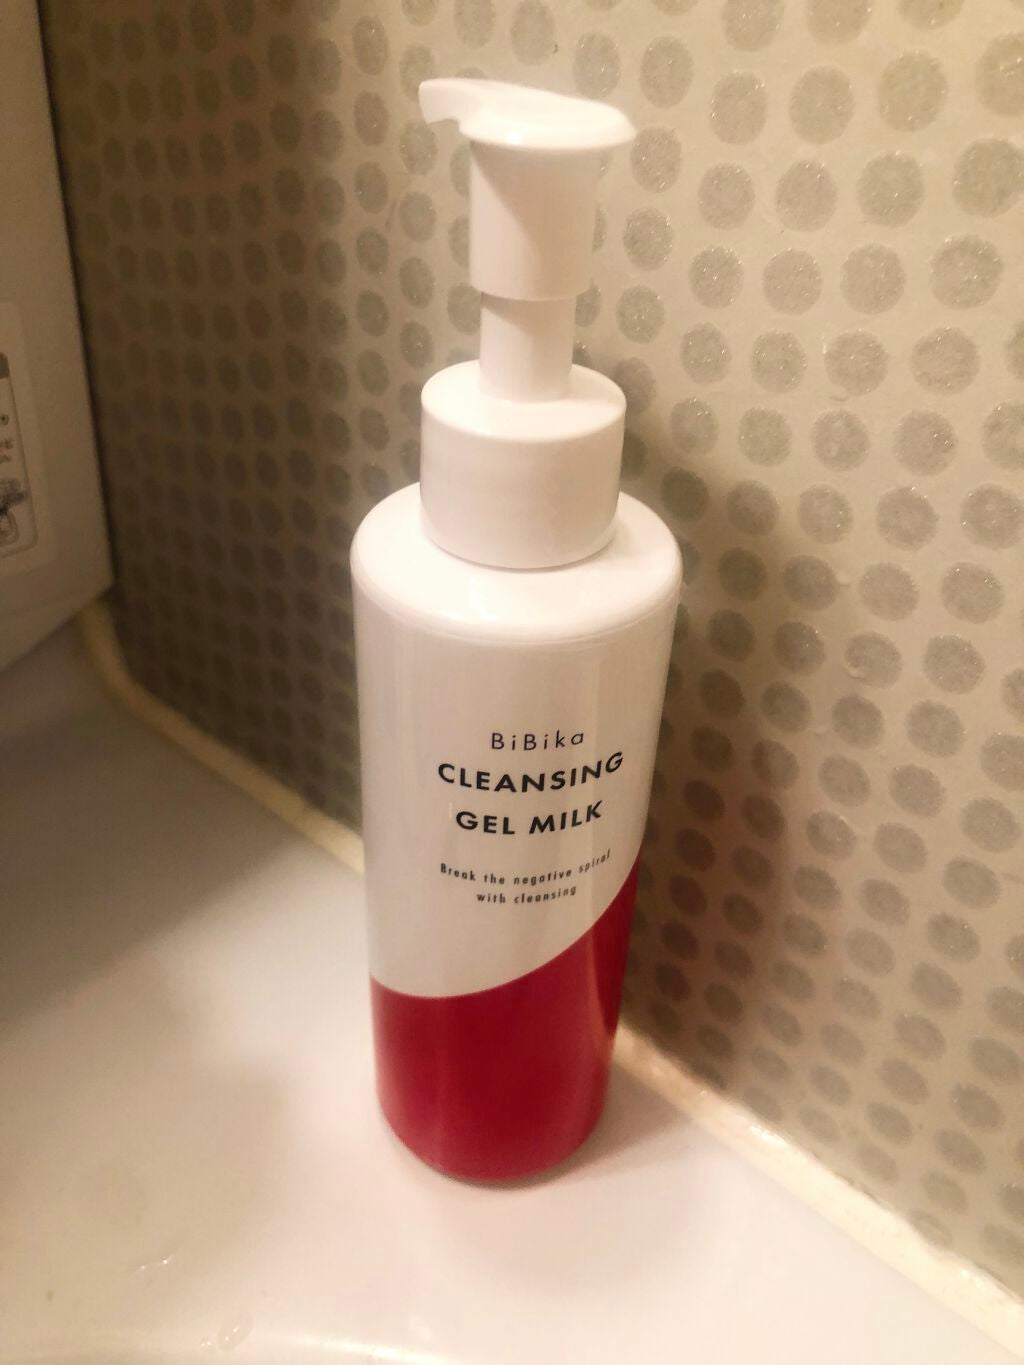 BiBika
CLEANSING
GEL MILK
Break the negative spiral
with cleansing